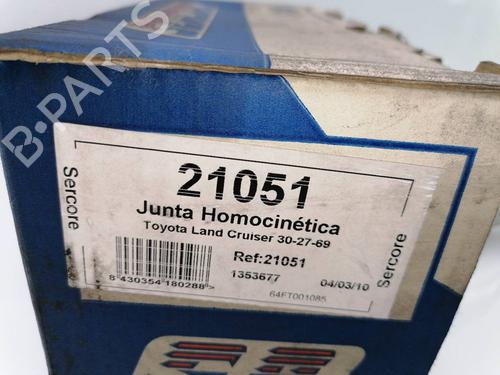 B-PARTS
Sercore
21051
Junta Homocinética
Toyota Land Cruiser 30-27-69
Ref:21051
1353677
04/03/10
8 430354 180288>
64FT001085
Sercore